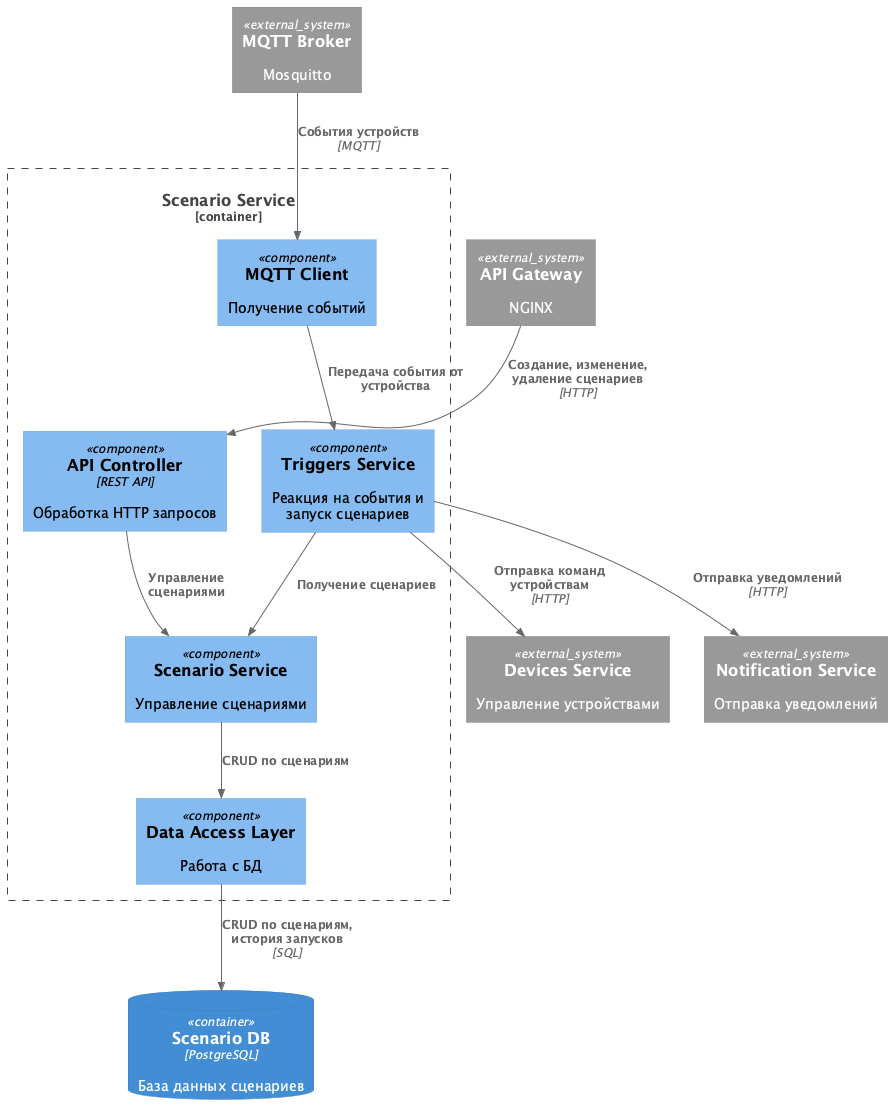 «external_system»
MQTT Broker
Mosquitto
События устройств
[MQTT]
Scenario Service
[container]
«component»
MQTT Client
Получение событий
«external_system»
API Gateway
NGINX
Передача события от
устройства
Создание, изменение,
удаление сценариев
[HTTP]
«component»
API Controller
[REST API]
Обработка HTTP запросов
«component»
Triggers Service
Реакция на события и
запуск сценариев
Управление
сценариями
Получение сценариев
Отправка команд
устройствам
[HTTP]
Отправка уведомлений
[HTTP]
«component»
Scenario Service
Управление сценариями
«external_system»
Devices Service
Управление устройствами
«external_system»
Notification Service
Отправка уведомлений
CRUD по сценариям
«component»
Data Access Layer
Работа с БД
CRUD по сценариям,
история запусков
[SQL]
«container»
Scenario DB
[PostgreSQL]
База данных сценариев